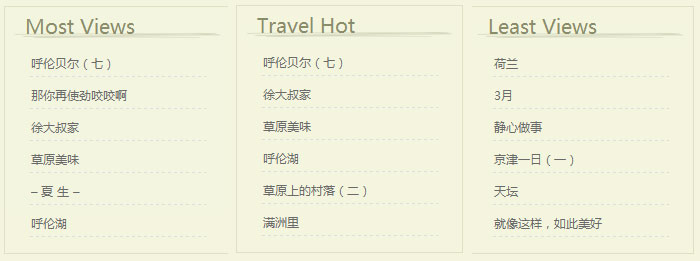 Most Views
呼伦贝尔（七）
那你再使劲咬咬啊
徐大叔家
草原美味
– 夏 生 –
呼伦湖
Travel Hot
呼伦贝尔（七）
徐大叔家
草原美味
呼伦湖
草原上的村落（二）
满洲里
Least Views
荷兰
3月
静心做事
京津一日（一）
天坛
就像这样，如此美好